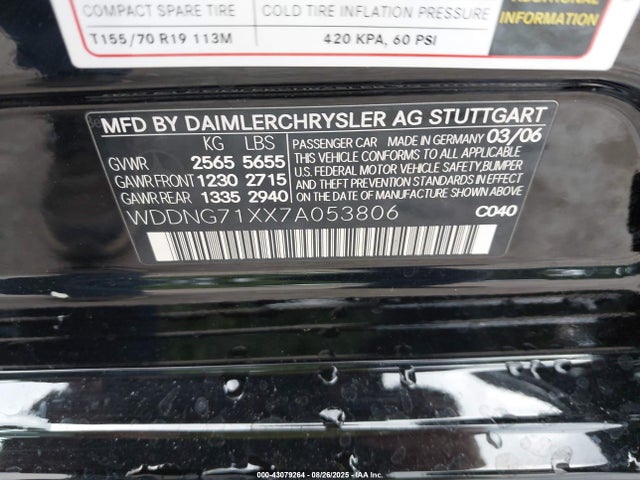 COMPACT SPARE TIRE COLD TIRE INFLATION PRESSURE
T155/70 R19 113M 420 KPA, 60 PSI
ADDITIONAL
INFORMATION
MFD BY DAIMLERCHRYSLER AG STUTTGART
KG LBS
GVWR 2565 5655
GAWR FRONT 1230 2715
GAWR REAR 1335 2940
PASSENGER CAR MADE IN GERMANY 03/06
THIS VEHICLE CONFORMS TO ALL APPLICABLE
U.S. FEDERAL MOTOR VEHICLE SAFETY, BUMPER
AND THEFT PREVENTION STANDARDS IN EFFECT
ON THE DATE OF MANUFACTURE SHOWN ABOVE.
WDDNG71XX7A053806
C040
000-43079264 - 08/26/2025 - IAA Inc.